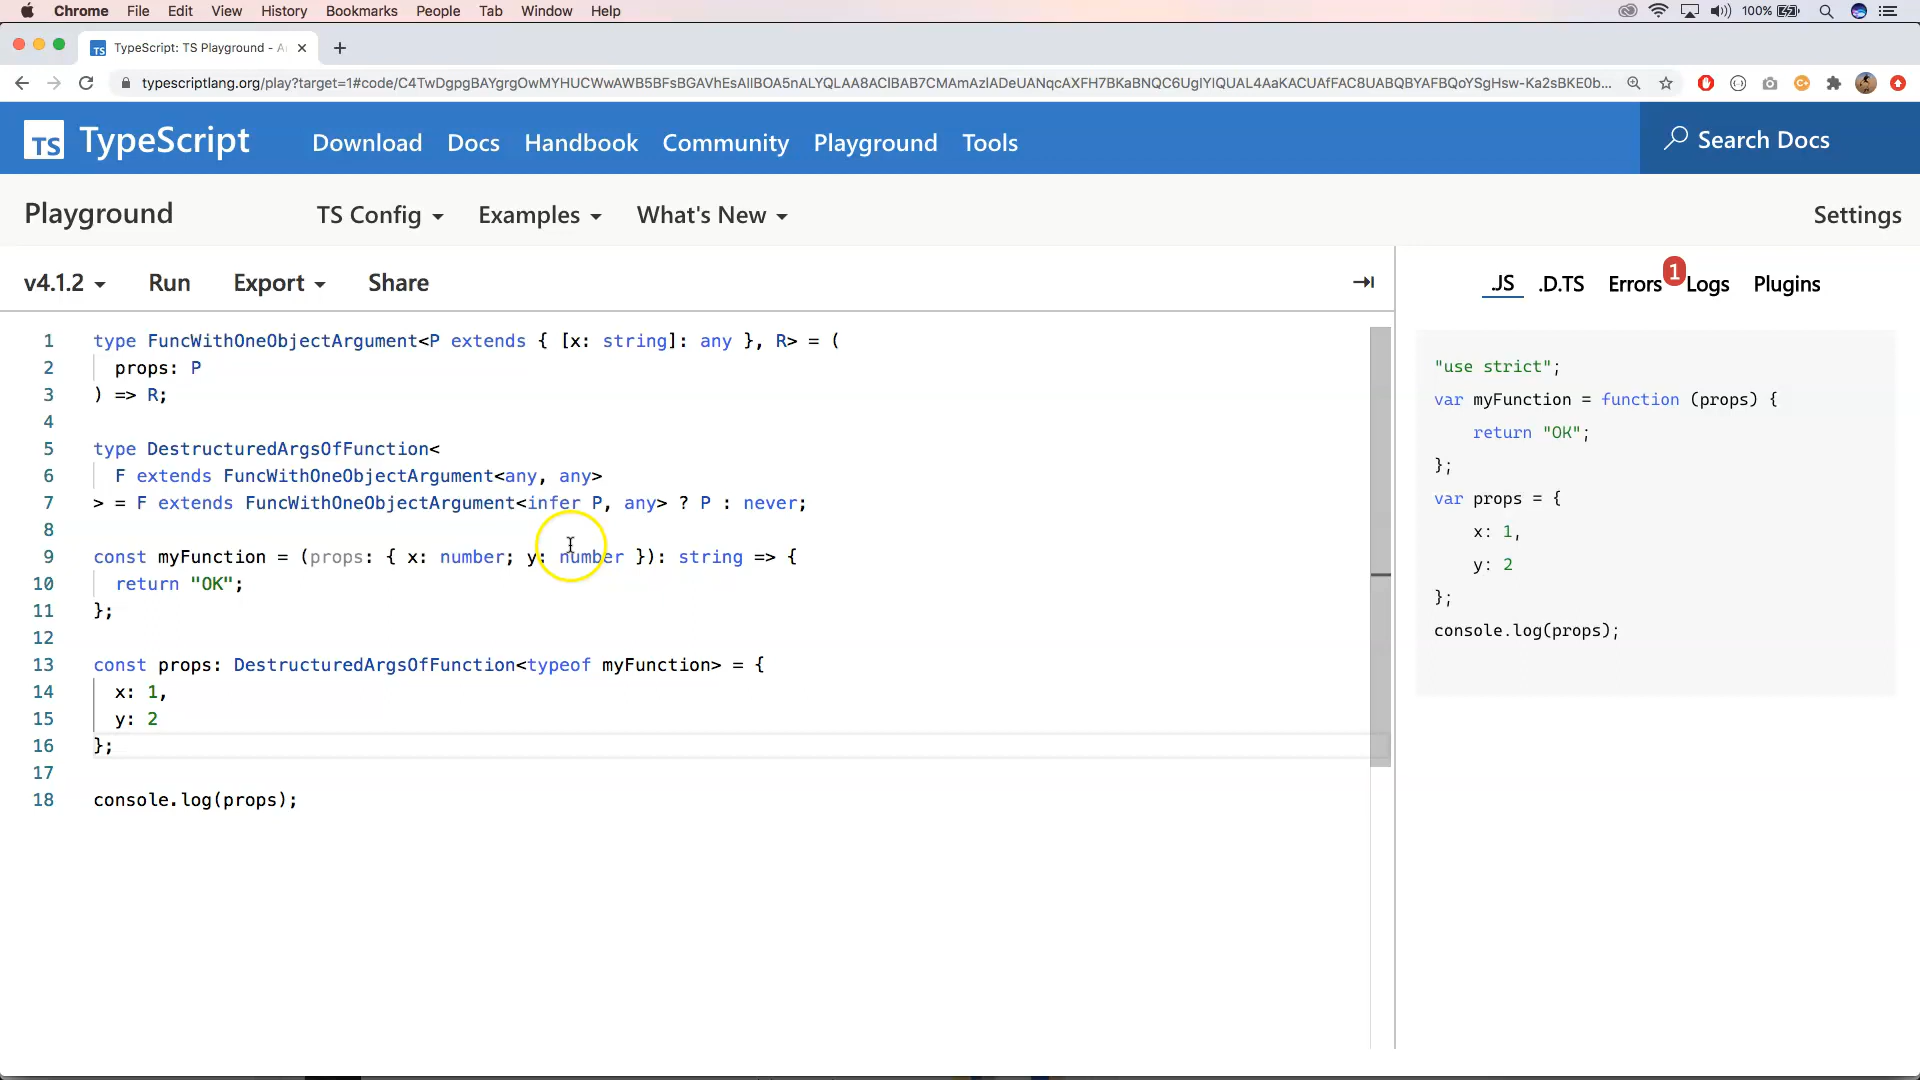 Chrome File Edit View History Bookmarks People Tab Window Help 100%
TS TypeScript: TS Playground - A
typescriptlang.org/play?target=1#code/
TS TypeScript Download Docs Handbook Community Playground Tools Search Docs
Playground TS Config Examples What's New Settings
v4.1.2 Run Export Share
.JS .D.TS Errors 1 Logs Plugins
1 type FuncWithOneObjectArgument<P extends { [x: string]: any }, R> = (
2 props: P
3 ) => R;
4
5 type DestructuredArgsOfFunction<
6 F extends FuncWithOneObjectArgument<any, any>
7 > = F extends FuncWithOneObjectArgument<infer P, any> ? P : never;
8
9 const myFunction = (props: { x: number; y: number }): string => {
10 return "OK";
11 };
12
13 const props: DestructuredArgsOfFunction<typeof myFunction> = {
14 x: 1,
15 y: 2
16 };
17
18 console.log(props);
"use strict";
var myFunction = function (props) {
return "OK";
};
var props = {
x: 1,
y: 2
};
console.log(props);